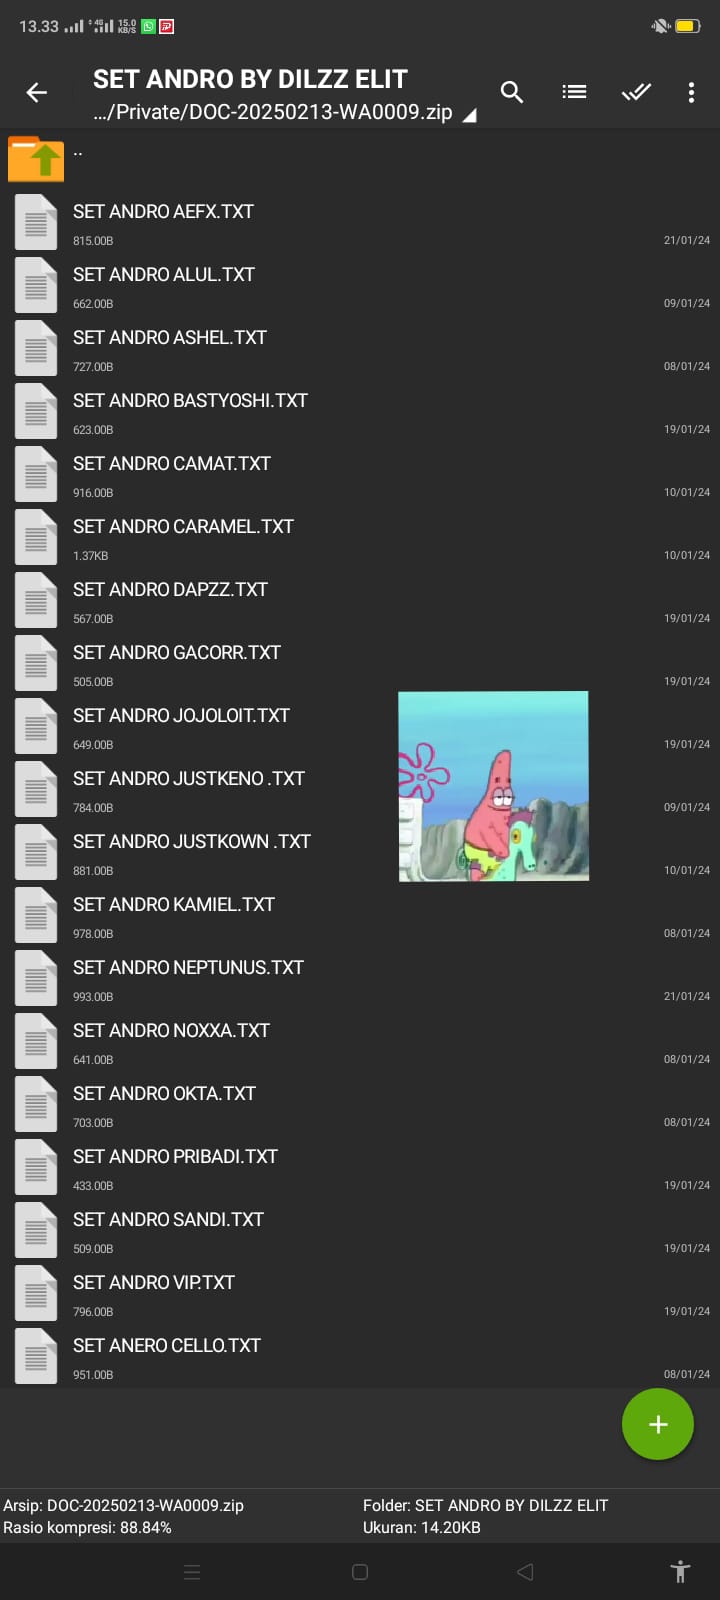 13.33
4G
15.0
KB/S
SET ANDRO BY DILZZ ELIT
.../Private/DOC-20250213-WA0009.zip
..
SET ANDRO AEFX.TXT
815.00B 21/01/24
SET ANDRO ALUL.TXT
662.00B 09/01/24
SET ANDRO ASHEL.TXT
727.00B 08/01/24
SET ANDRO BASTYOSHI.TXT
623.00B 19/01/24
SET ANDRO CAMAT.TXT
916.00B 10/01/24
SET ANDRO CARAMEL.TXT
1.37KB 10/01/24
SET ANDRO DAPZZ.TXT
567.00B 19/01/24
SET ANDRO GACORR.TXT
505.00B 19/01/24
SET ANDRO JOJOLOIT.TXT
649.00B 19/01/24
SET ANDRO JUSTKENO .TXT
784.00B 09/01/24
SET ANDRO JUSTKOWN .TXT
881.00B 10/01/24
SET ANDRO KAMIEL.TXT
978.00B 08/01/24
SET ANDRO NEPTUNUS.TXT
993.00B 21/01/24
SET ANDRO NOXXA.TXT
641.00B 08/01/24
SET ANDRO OKTA.TXT
703.00B 08/01/24
SET ANDRO PRIBADI.TXT
433.00B 19/01/24
SET ANDRO SANDI.TXT
509.00B 19/01/24
SET ANDRO VIP.TXT
796.00B 19/01/24
SET ANERO CELLO.TXT
951.00B 08/01/24
Arsip: DOC-20250213-WA0009.zip Folder: SET ANDRO BY DILZZ ELIT
Rasio kompresi: 88.84% Ukuran: 14.20KB